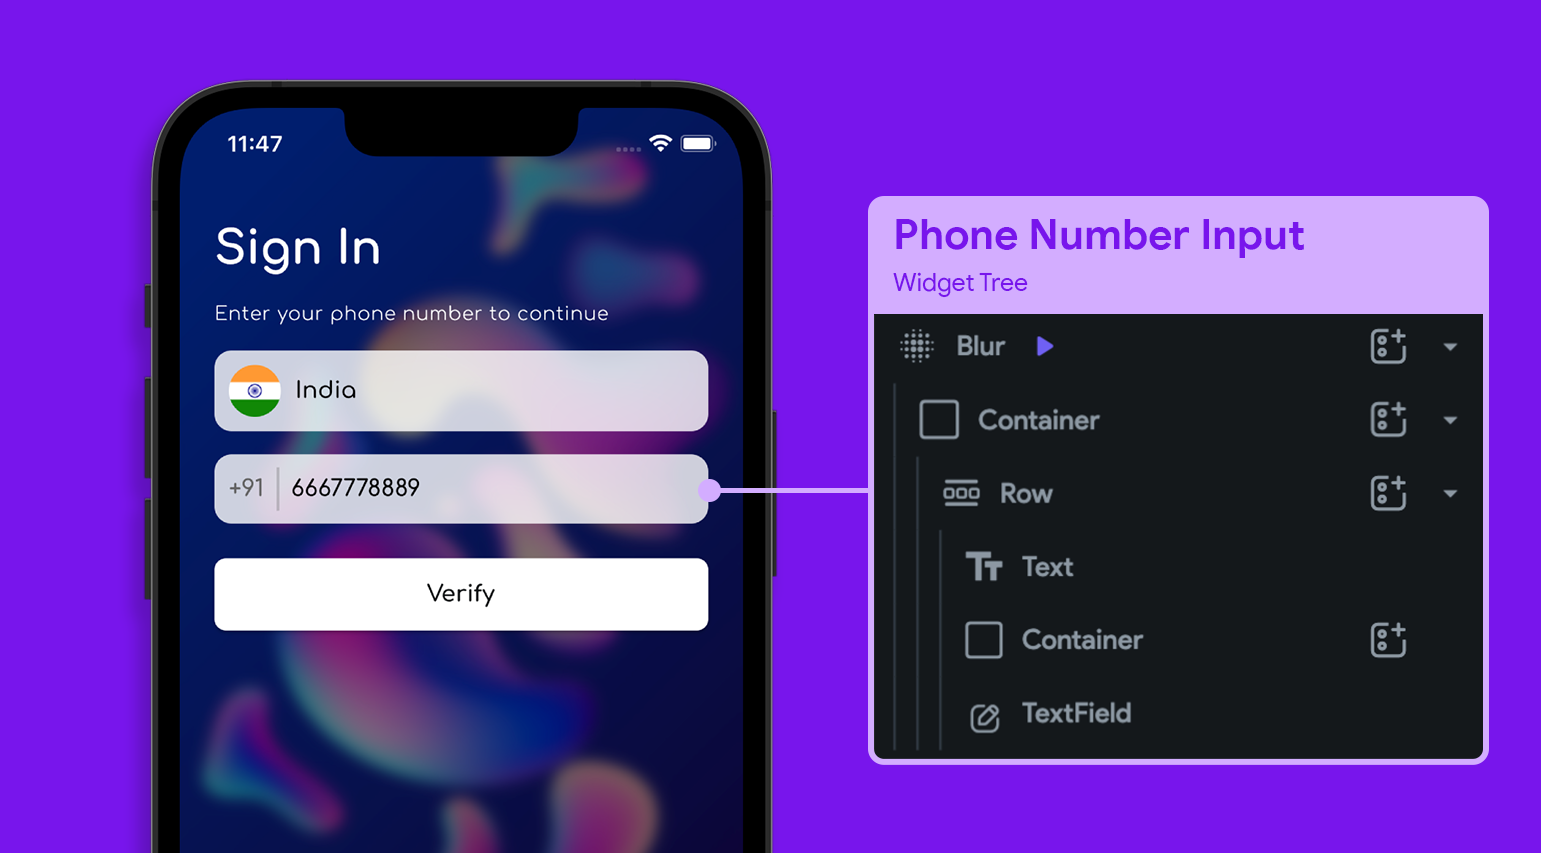 11:47
Sign In
Enter your phone number to continue
India
+91 6667778889
Verify
Phone Number Input
Widget Tree
Blur
Container
Row
Text
Container
TextField